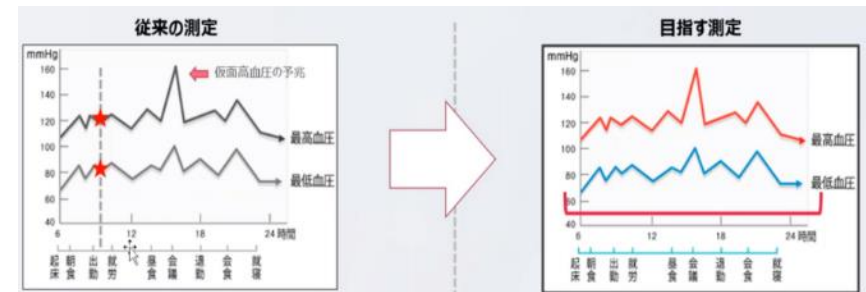 従来の測定
mmHg
160
140
120
100
80
60
40
仮面高血圧の予兆
最高血圧
最低血圧
6
12
18
24 時間
起床
朝食
出勤
就労
昼食
会議
退勤
会食
就寝
目指す測定
mmHg
160
140
120
100
80
60
40
最高血圧
最低血圧
6
12
18
24 時間
起床
朝食
出勤
就労
昼食
会議
退勤
会食
就寝